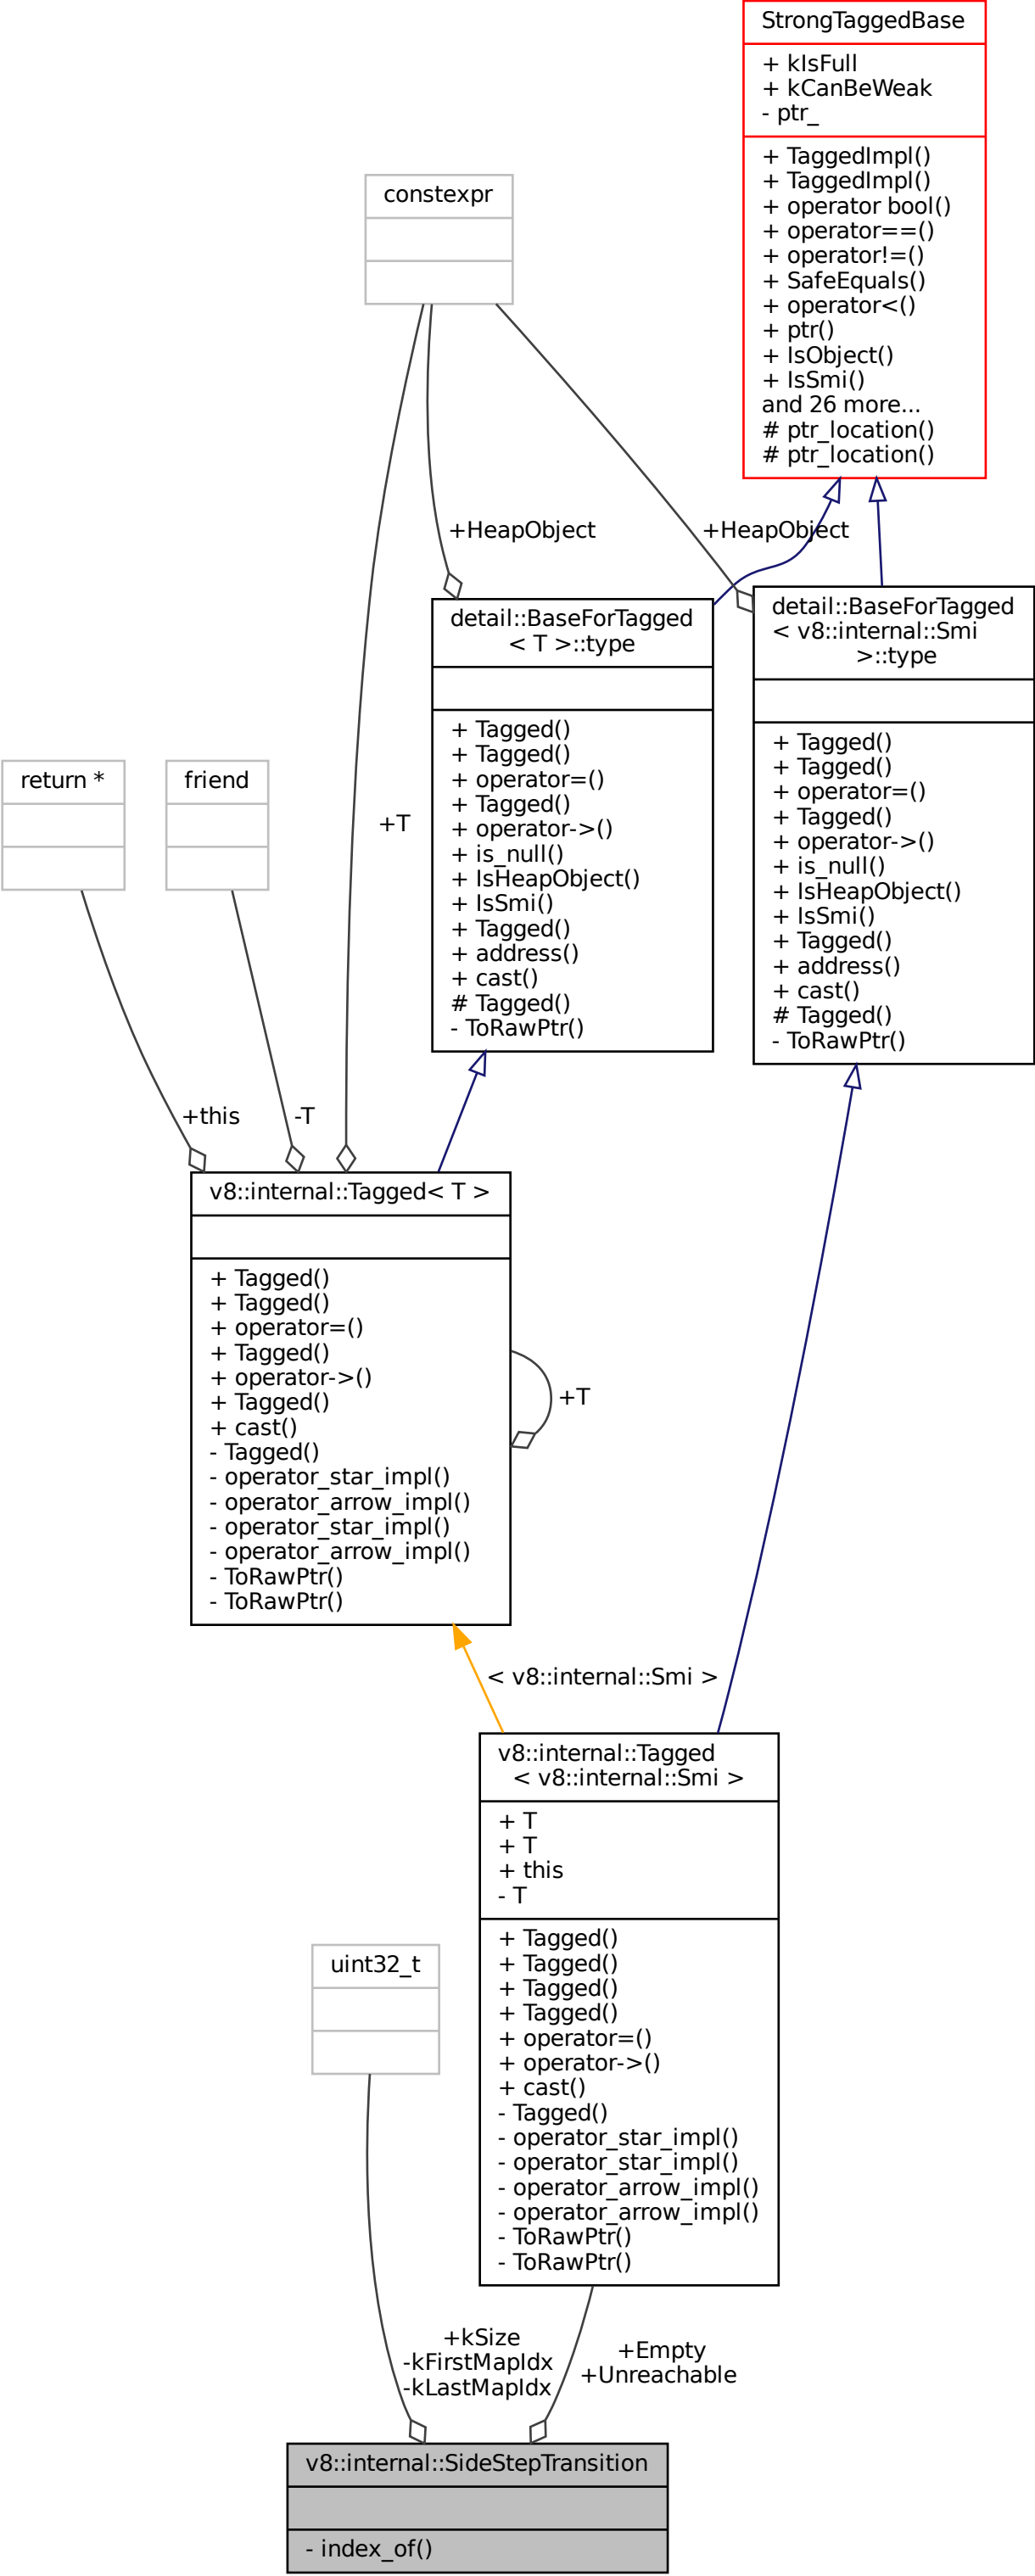 StrongTaggedBase
+ kIsFull
+ kCanBeWeak
- ptr_
+ TaggedImpl()
+ TaggedImpl()
+ operator bool()
+ operator==()
+ operator!=()
+ SafeEquals()
+ operator<()
+ ptr()
+ IsObject()
+ IsSmi()
and 26 more...
# ptr_location()
# ptr_location()
constexpr
+HeapObject
+HeapObject
detail::BaseForTagged
< T >::type
+ Tagged()
+ Tagged()
+ operator=()
+ Tagged()
+ operator->()
+ is_null()
+ IsHeapObject()
+ IsSmi()
+ Tagged()
+ address()
+ cast()
# Tagged()
- ToRawPtr()
detail::BaseForTagged
< v8::internal::Smi
>::type
+ Tagged()
+ Tagged()
+ operator=()
+ Tagged()
+ operator->()
+ is_null()
+ IsHeapObject()
+ IsSmi()
+ Tagged()
+ address()
+ cast()
# Tagged()
- ToRawPtr()
return *
friend
+T
+this
-T
v8::internal::Tagged< T >
+ Tagged()
+ Tagged()
+ operator=()
+ Tagged()
+ operator->()
+ Tagged()
+ cast()
- Tagged()
- operator_star_impl()
- operator_arrow_impl()
- operator_star_impl()
- operator_arrow_impl()
- ToRawPtr()
- ToRawPtr()
+T
< v8::internal::Smi >
v8::internal::Tagged
< v8::internal::Smi >
+ T
+ T
+ this
- T
+ Tagged()
+ Tagged()
+ Tagged()
+ Tagged()
+ operator=()
+ operator->()
+ cast()
- Tagged()
- operator_star_impl()
- operator_star_impl()
- operator_arrow_impl()
- operator_arrow_impl()
- ToRawPtr()
- ToRawPtr()
uint32_t
+kSize
-kFirstMapIdx
-kLastMapIdx
+Empty
+Unreachable
v8::internal::SideStepTransition
- index_of()